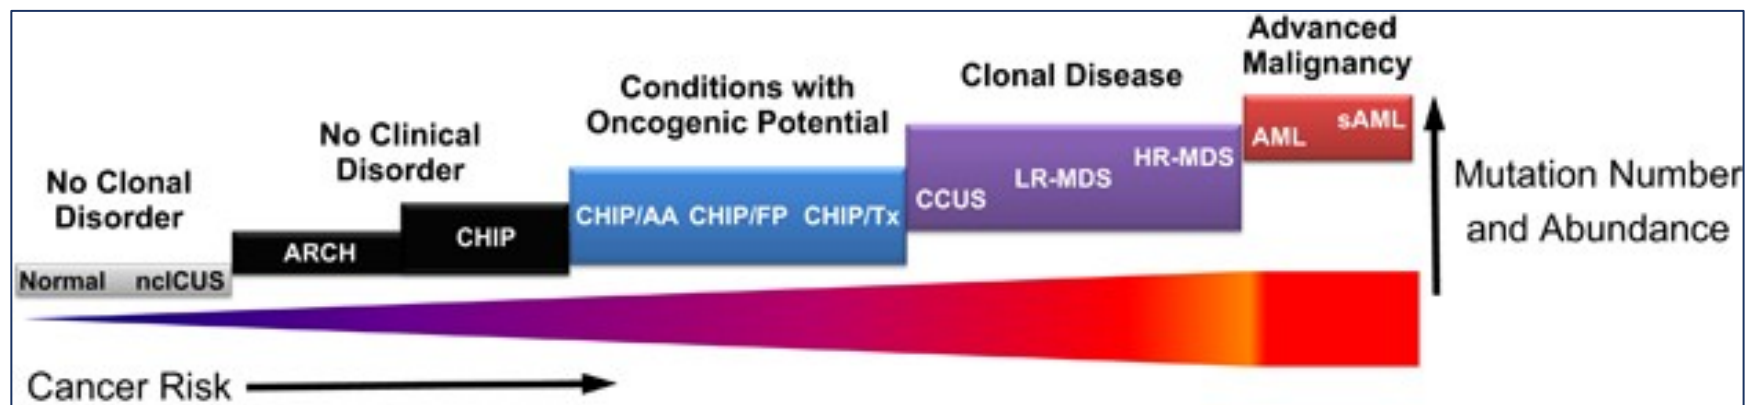 No Clonal
Disorder
Normal ncICUS
No Clinical
Disorder
ARCH
CHIP
Conditions with
Oncogenic Potential
CHIP/AA CHIP/FP CHIP/Tx
Clonal Disease
CCUS
LR-MDS
HR-MDS
Advanced
Malignancy
AML
sAML
Mutation Number
and Abundance
Cancer Risk